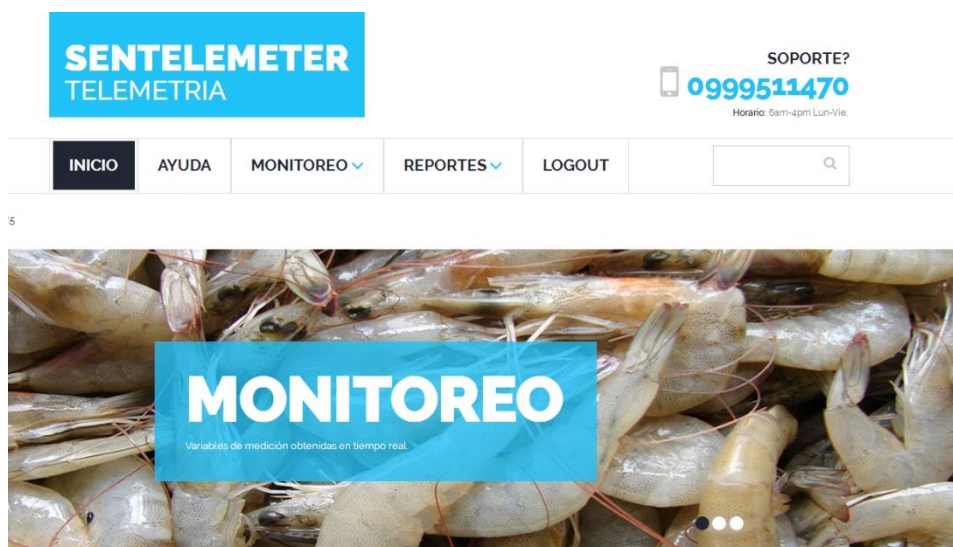 SENTELEMETER
TELEMETRIA
SOPORTE?
0999511470
Horario: 6am-4pm Lun-Vie.
INICIO AYUDA MONITOREO REPORTES LOGOUT
MONITOREO
Variables de medición obtenidas en tiempo real.